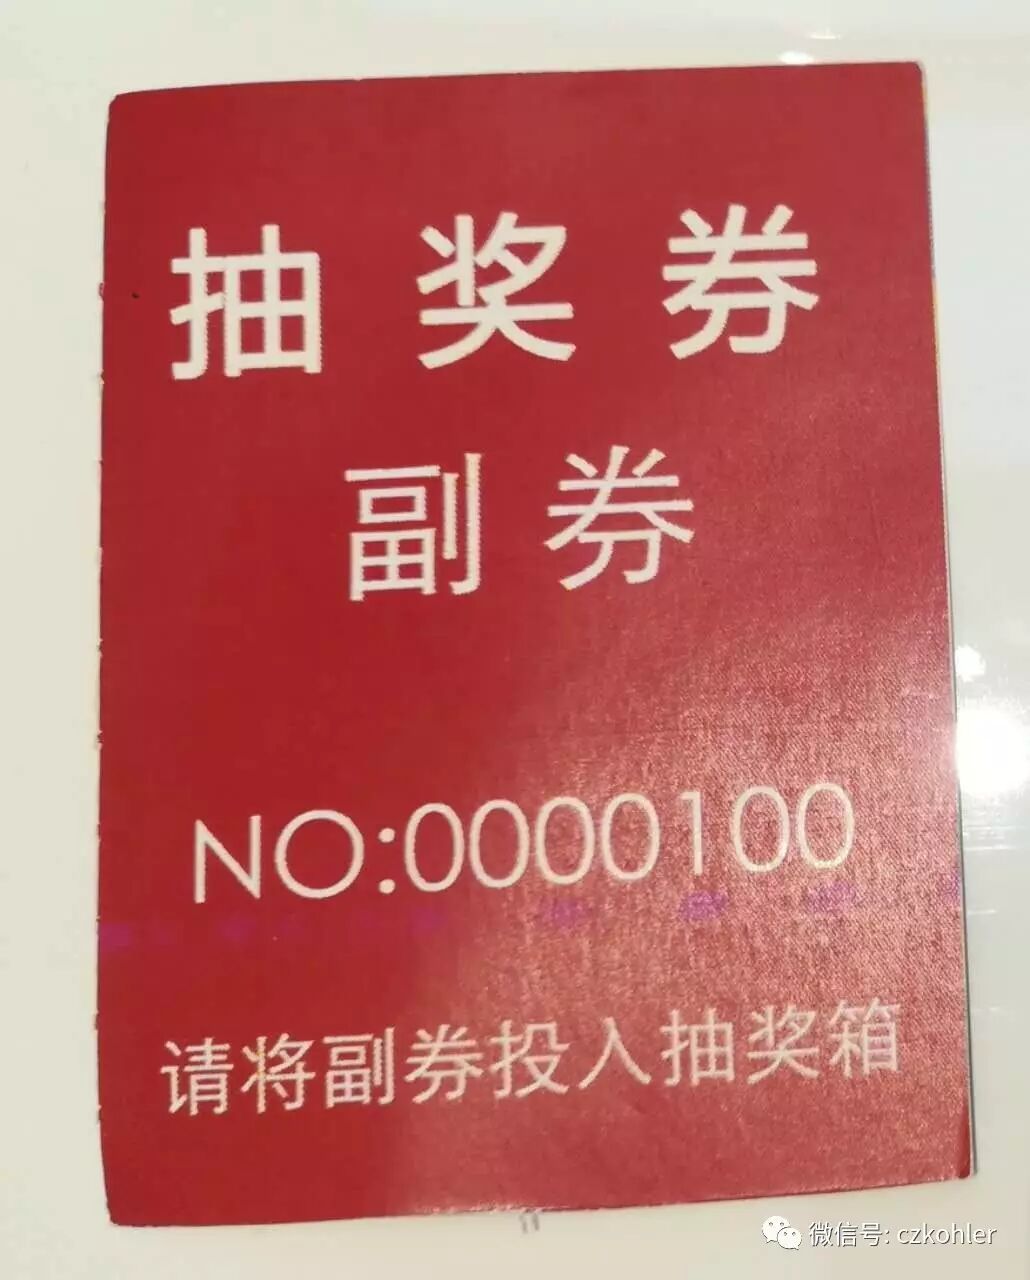 抽奖券
副券
NO:0000100
请将副券投入抽奖箱
微信号: czkohler